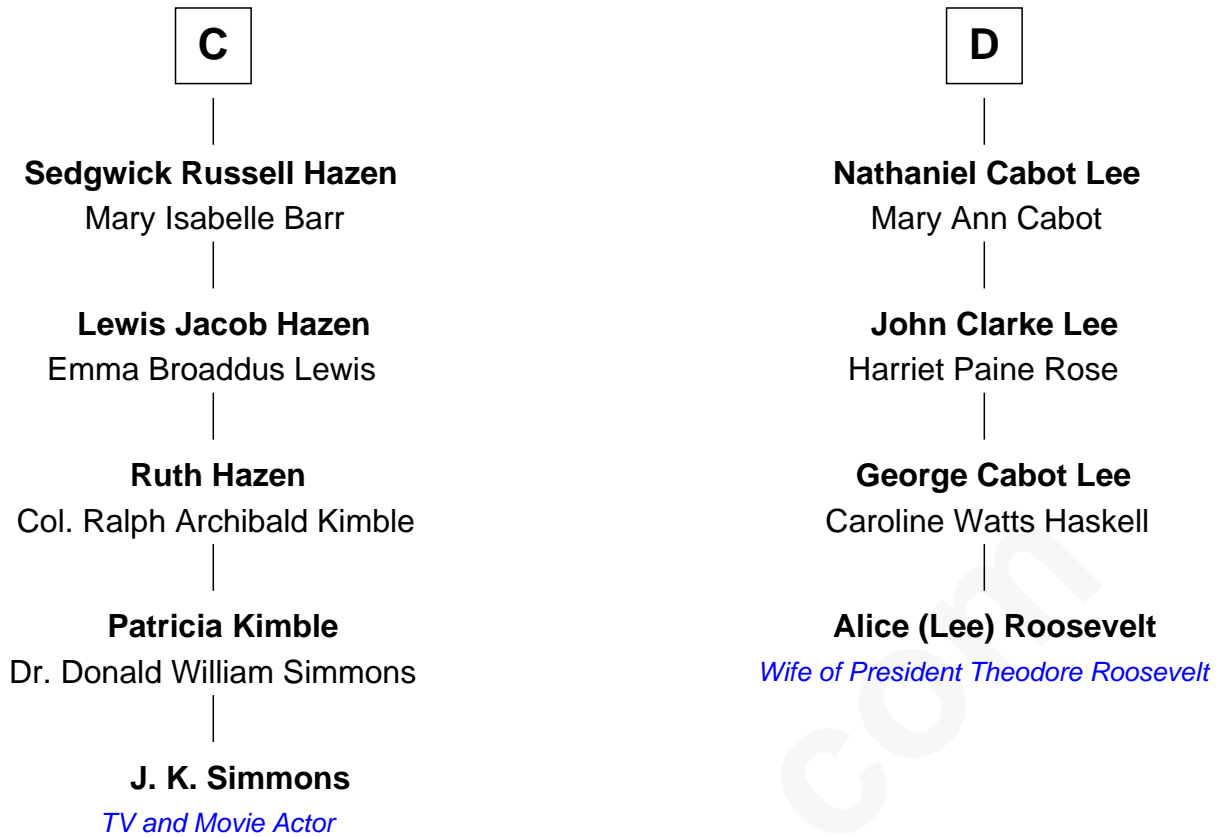 C
Sedgwick Russell Hazen
Mary Isabelle Barr
Lewis Jacob Hazen
Emma Broaddus Lewis
Ruth Hazen
Col. Ralph Archibald Kimble
Patricia Kimble
Dr. Donald William Simmons
J. K. Simmons
TV and Movie Actor
D
Nathaniel Cabot Lee
Mary Ann Cabot
John Clarke Lee
Harriet Paine Rose
George Cabot Lee
Caroline Watts Haskell
Alice (Lee) Roosevelt
Wife of President Theodore Roosevelt
com